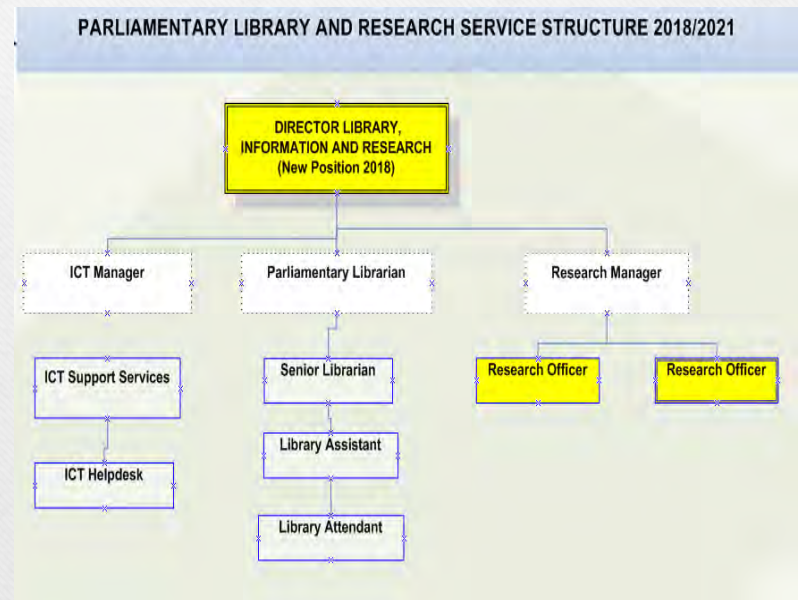 PARLIAMENTARY LIBRARY AND RESEARCH SERVICE STRUCTURE 2018/2021
DIRECTOR LIBRARY,
INFORMATION AND RESEARCH
(New Position 2018)
ICT Manager
Parliamentary Librarian
Research Manager
ICT Support Services
Senior Librarian
Research Officer
Research Officer
Library Assistant
ICT Helpdesk
Library Attendant